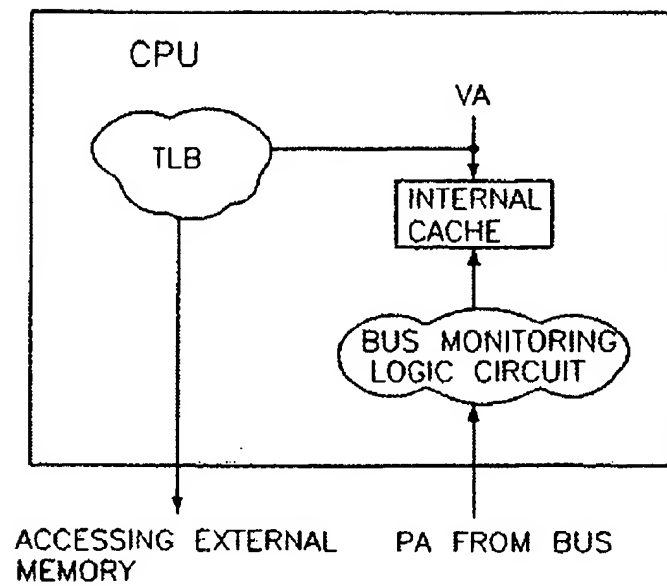 CPU
VA
TLB
INTERNAL
CACHE
BUS MONITORING
LOGIC CIRCUIT
ACCESSING EXTERNAL
MEMORY
PA FROM BUS